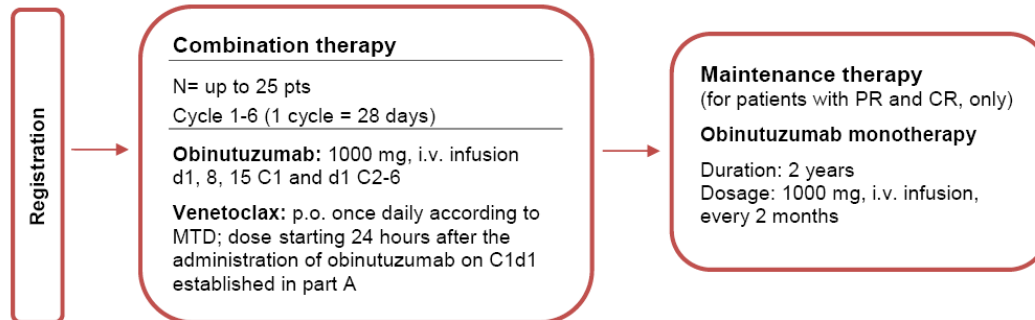 Registration
Combination therapy
N= up to 25 pts
Cycle 1-6 (1 cycle = 28 days)
Obinutuzumab: 1000 mg, i.v. infusion
d1, 8, 15 C1 and d1 C2-6
Venetoclax: p.o. once daily according to
MTD; dose starting 24 hours after the
administration of obinutuzumab on C1d1
established in part A
Maintenance therapy
(for patients with PR and CR, only)
Obinutuzumab monotherapy
Duration: 2 years
Dosage: 1000 mg, i.v. infusion,
every 2 months